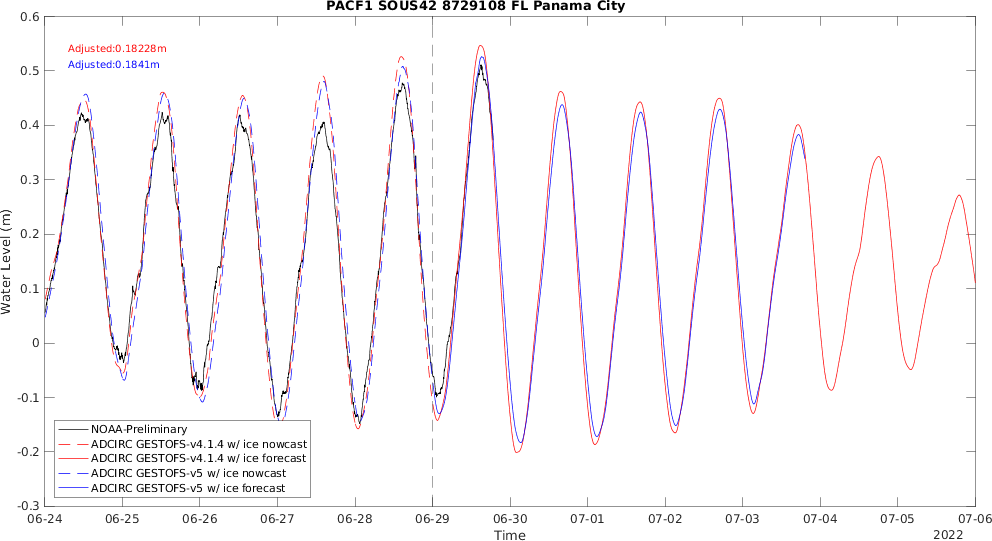 PACF1 SOUS42 8729108 FL Panama City
Adjusted:0.18228m
Adjusted:0.1841m
Water Level (m)
0.6
0.5
0.4
0.3
0.2
0.1
0
-0.1
-0.2
-0.3
NOAA-Preliminary
ADCIRC GESTOFS-v4.1.4 w/ ice nowcast
ADCIRC GESTOFS-v4.1.4 w/ ice forecast
ADCIRC GESTOFS-v5 w/ ice nowcast
ADCIRC GESTOFS-v5 w/ ice forecast
06-24 06-25 06-26 06-27 06-28 06-29 06-30 07-01 07-02 07-03 07-04 07-05 07-06
Time
2022